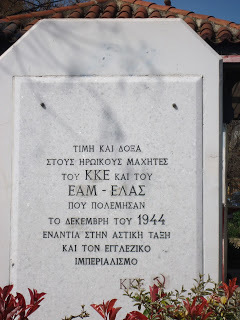 ΤΙΜΗ ΚΑΙ ΔΟΞΑ
ΣΤΟΥΣ ΗΡΩΙΚΟΥΣ ΜΑΧΗΤΕΣ
ΤΟΥ ΚΚΕ ΚΑΙ ΤΟΥ
ΕΑΜ - ΕΛΑΣ
ΠΟΥ ΠΟΛΕΜΗΣΑΝ
ΤΟ ΔΕΚΕΜΒΡΗ ΤΟΥ 1944
ΕΝΑΝΤΙΑ ΣΤΗΝ ΑΣΤΙΚΗ ΤΑΞΗ
ΚΑΙ ΤΟΝ ΕΓΓΛΕΖΙΚΟ
ΙΜΠΕΡΙΑΛΙΣΜΟ